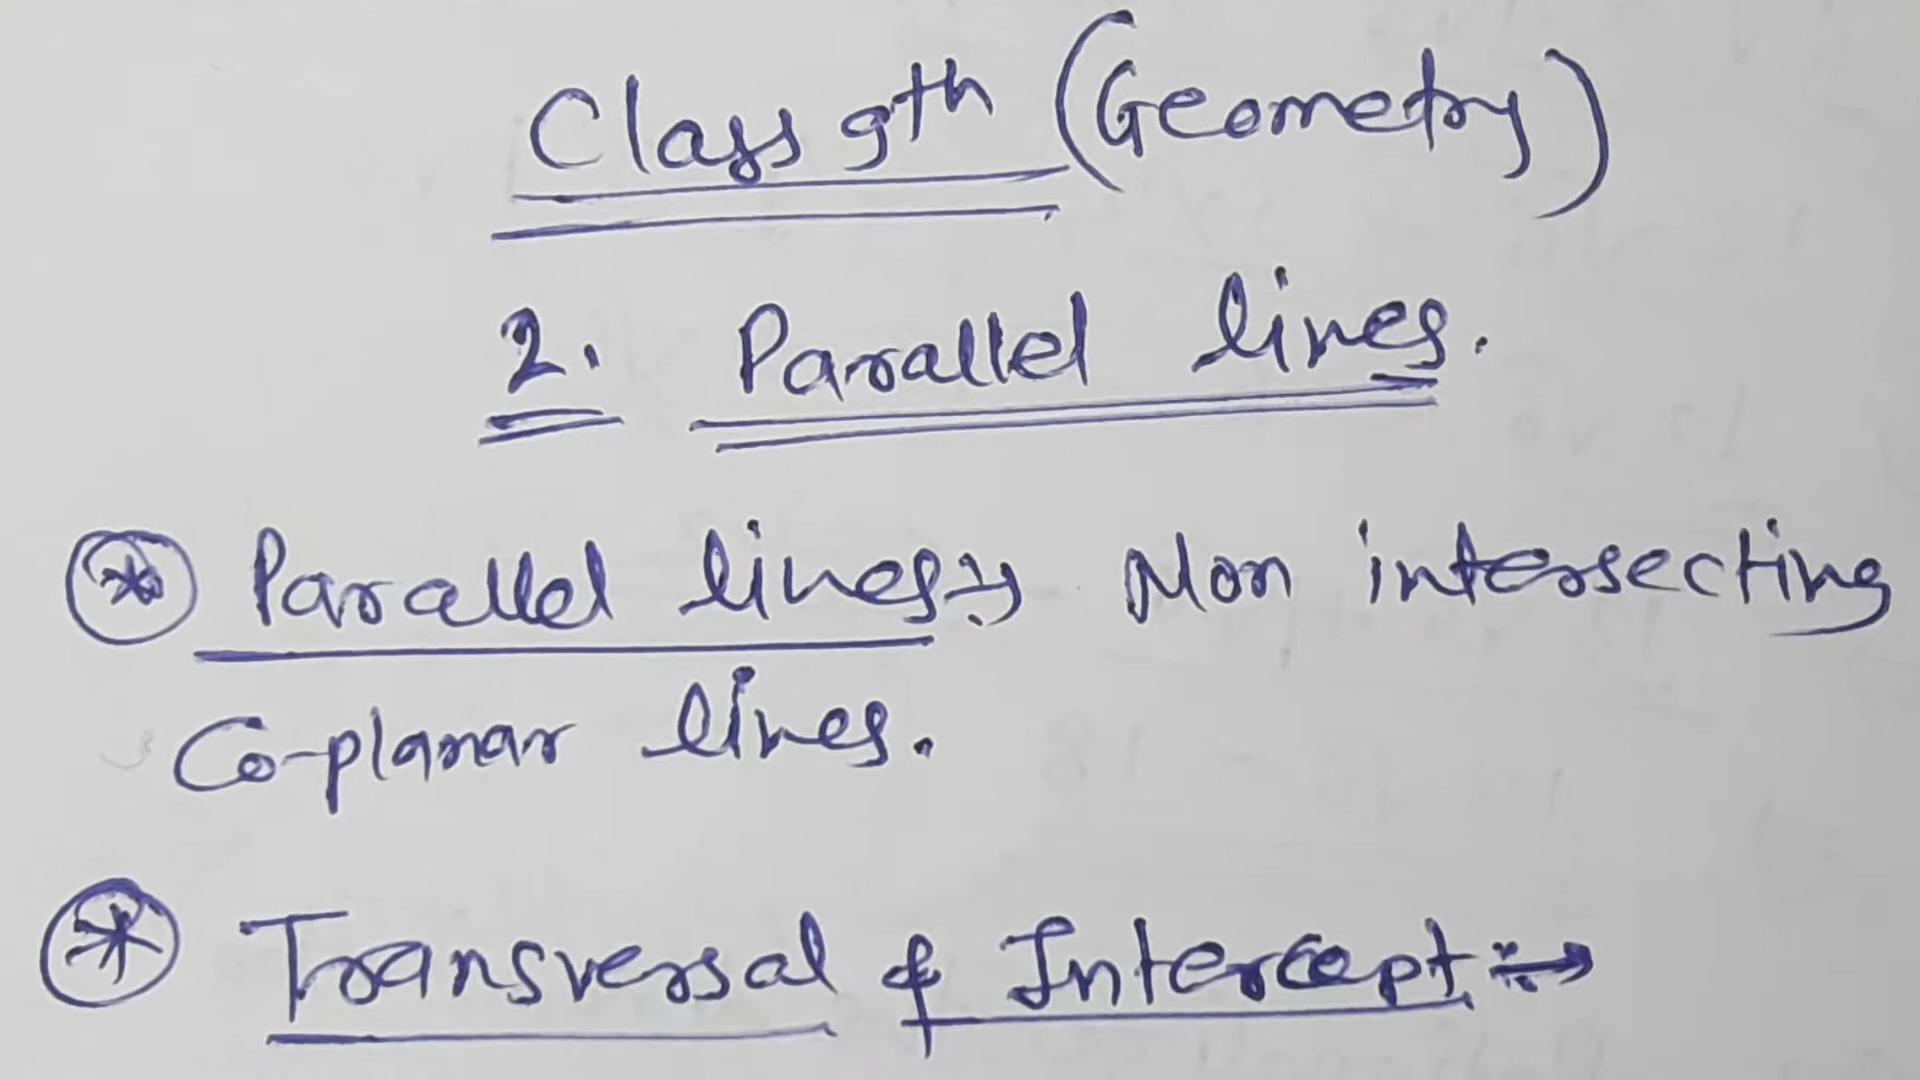 Class 9th (Geometry)
2. Parallel lines.
* Parallel lines:→ Non intersecting
Co-planar lines.
* Transversal & Intercept:→